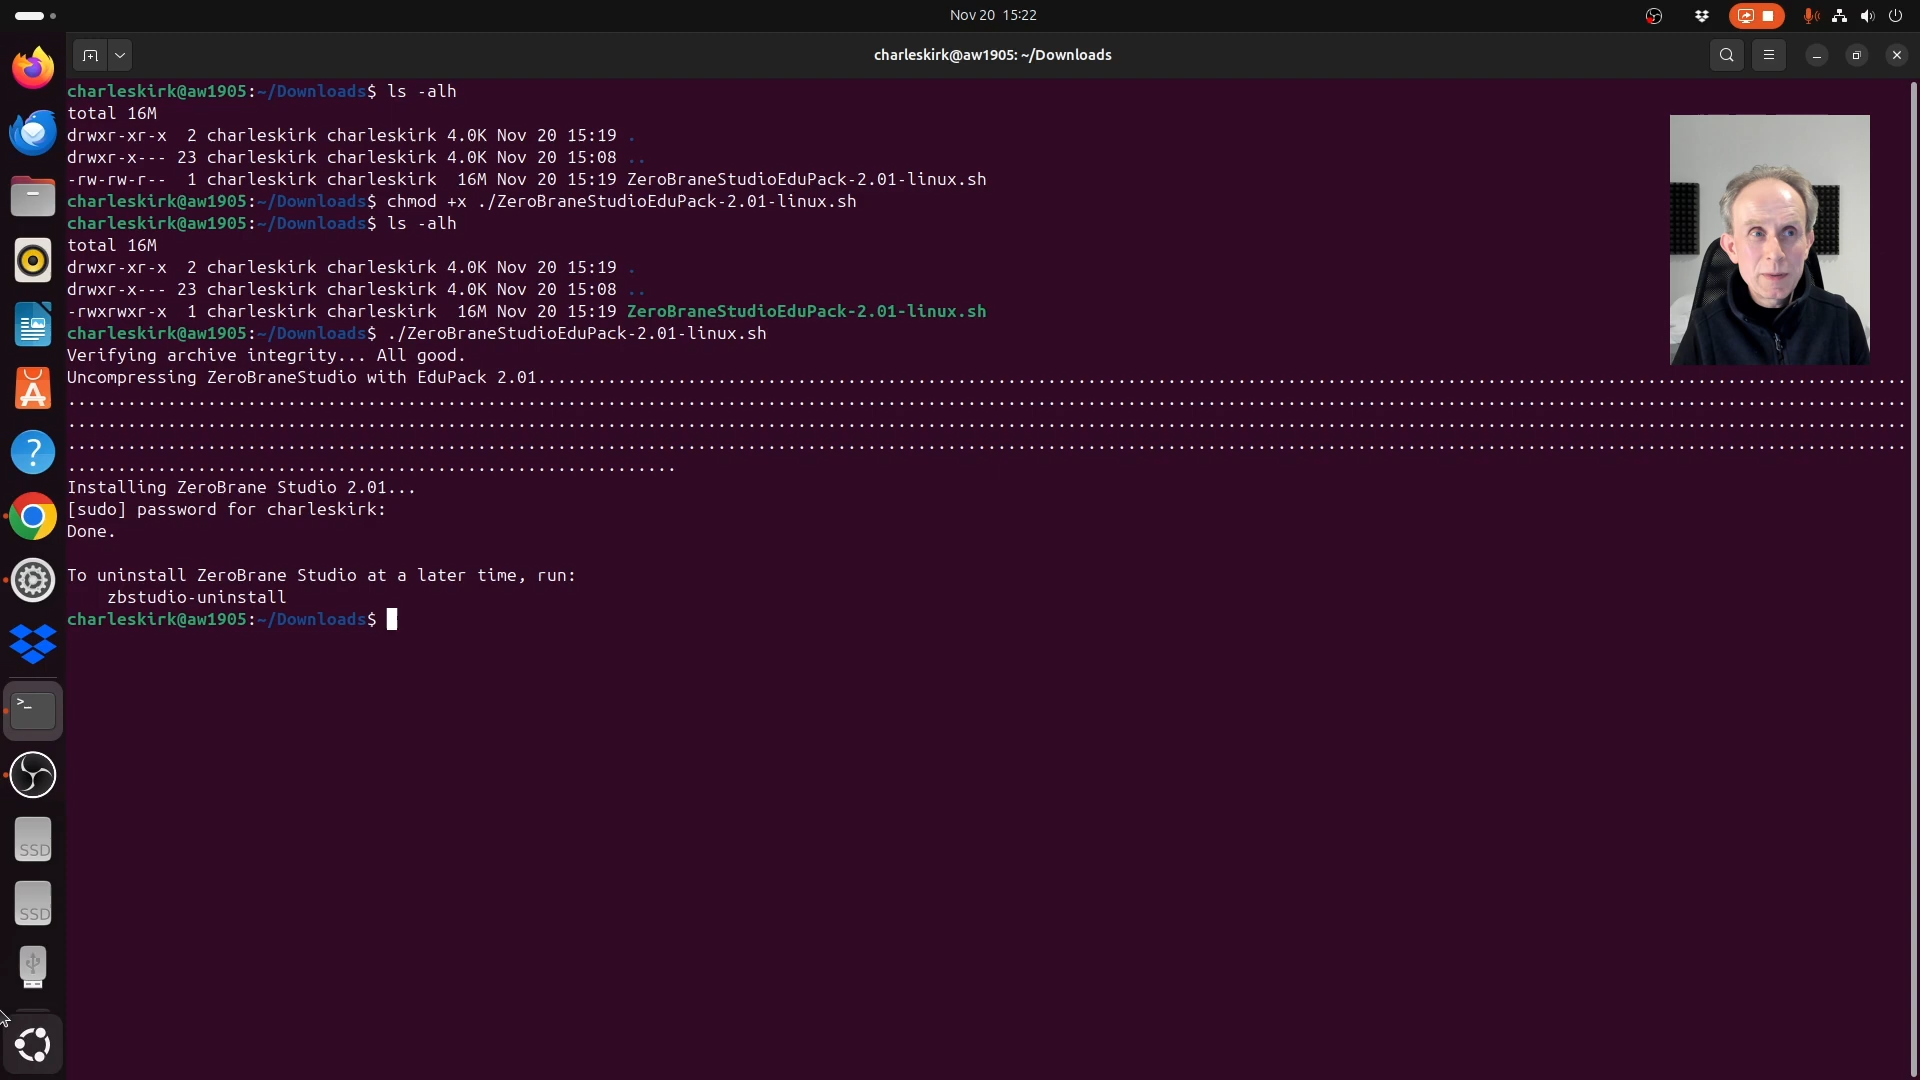 Nov 20 15:22
charleskirk@aw1905: ~/Downloads
charleskirk@aw1905:~/Downloads$ ls -alh
total 16M
drwxr-xr-x  2 charleskirk charleskirk 4.0K Nov 20 15:19 .
drwxr-x--- 23 charleskirk charleskirk 4.0K Nov 20 15:08 ..
-rw-rw-r--  1 charleskirk charleskirk  16M Nov 20 15:19 ZeroBraneStudioEduPack-2.01-linux.sh
charleskirk@aw1905:~/Downloads$ chmod +x ./ZeroBraneStudioEduPack-2.01-linux.sh
charleskirk@aw1905:~/Downloads$ ls -alh
total 16M
drwxr-xr-x  2 charleskirk charleskirk 4.0K Nov 20 15:19 .
drwxr-x--- 23 charleskirk charleskirk 4.0K Nov 20 15:08 ..
-rwxrwxr-x  1 charleskirk charleskirk  16M Nov 20 15:19 ZeroBraneStudioEduPack-2.01-linux.sh
charleskirk@aw1905:~/Downloads$ ./ZeroBraneStudioEduPack-2.01-linux.sh
Verifying archive integrity... All good.
Uncompressing ZeroBraneStudio with EduPack 2.01...
Installing ZeroBrane Studio 2.01...
[sudo] password for charleskirk:
Done.
To uninstall ZeroBrane Studio at a later time, run:
    zbstudio-uninstall
charleskirk@aw1905:~/Downloads$
SSD
SSD